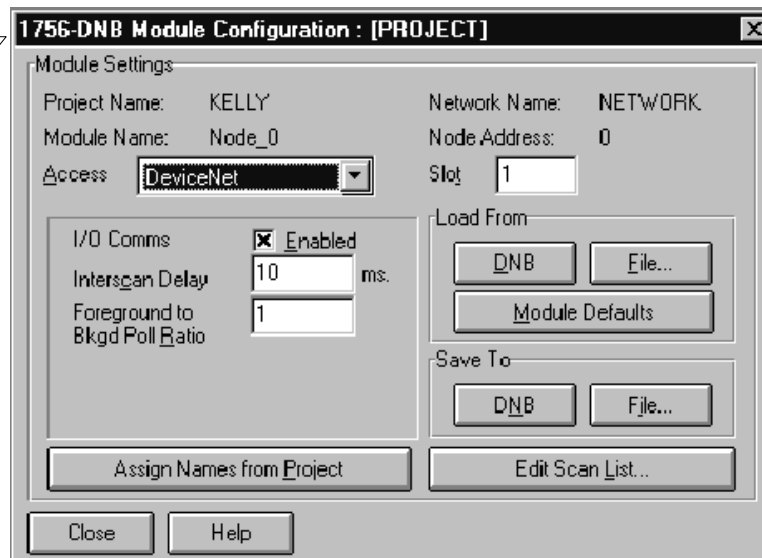 1756-DNB Module Configuration : [PROJECT]
Module Settings
Project Name: KELLY Network Name: NETWORK
Module Name: Node_0 Node Address: 0
Access DeviceNet Slot 1
I/O Comms Enabled
Interscan Delay 10 ms.
Foreground to
Bkgd Poll Ratio 1
Load From
DNB File...
Module Defaults
Save To
DNB File...
Assign Names from Project Edit Scan List...
Close Help